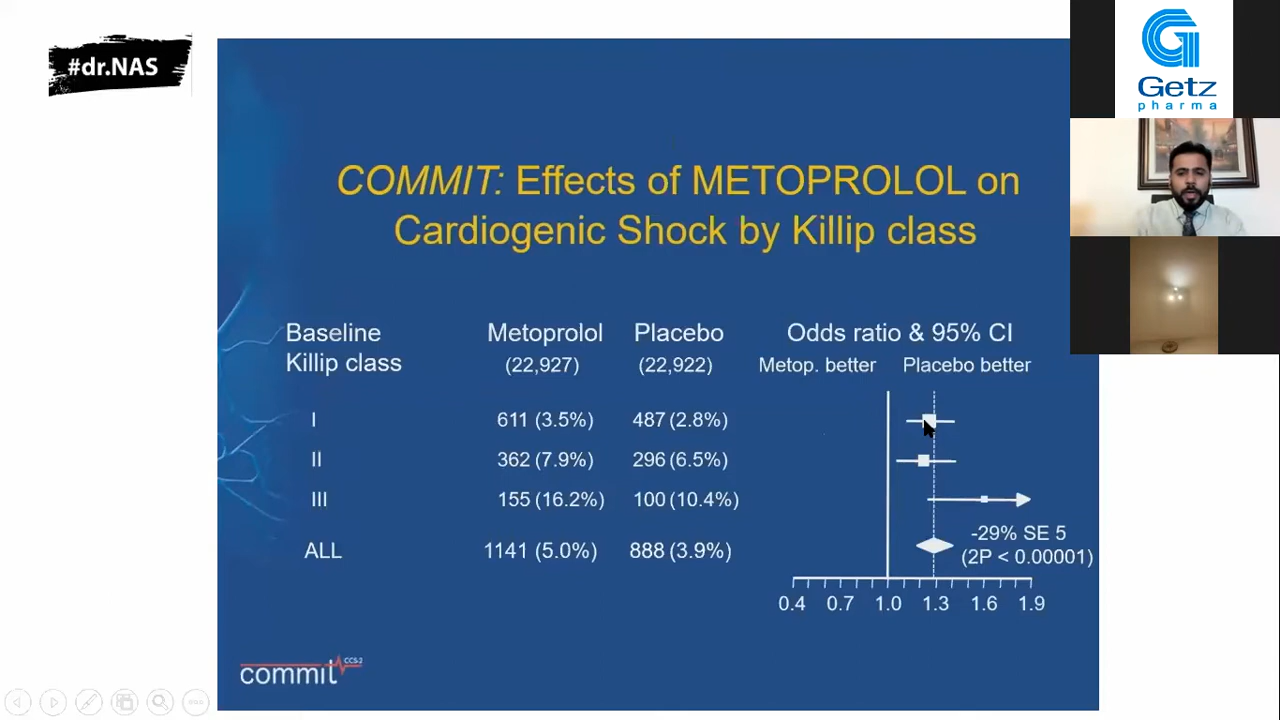 #dr.NAS
Getz
pharma
COMMIT: Effects of METOPROLOL on
Cardiogenic Shock by Killip class
Baseline Metoprolol Placebo Odds ratio & 95% CI
Killip class (22,927) (22,922) Metop. better Placebo better
I 611 (3.5%) 487 (2.8%)
II 362 (7.9%) 296 (6.5%)
III 155 (16.2%) 100 (10.4%)
-29% SE 5
ALL 1141 (5.0%) 888 (3.9%)
(2P < 0.00001)
0.4 0.7 1.0 1.3 1.6 1.9
commit CCS-2